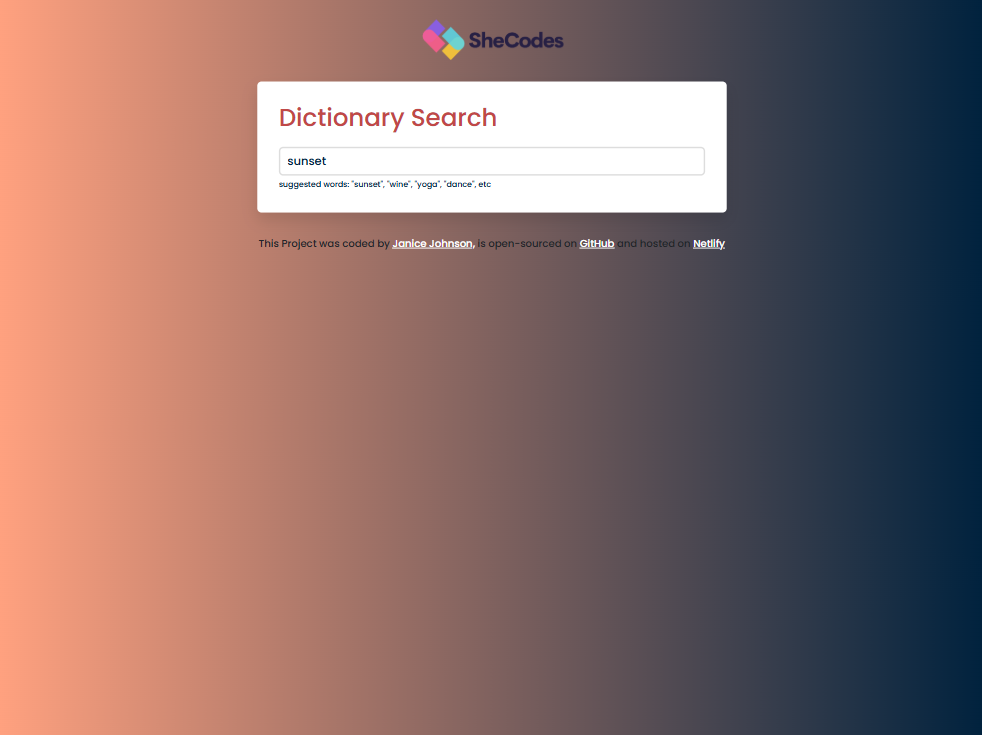 SheCodes
Dictionary Search
sunset
suggested words: "sunset", "wine", "yoga", "dance", etc
This Project was coded by Janice Johnson, is open-sourced on GitHub and hosted on Netlify